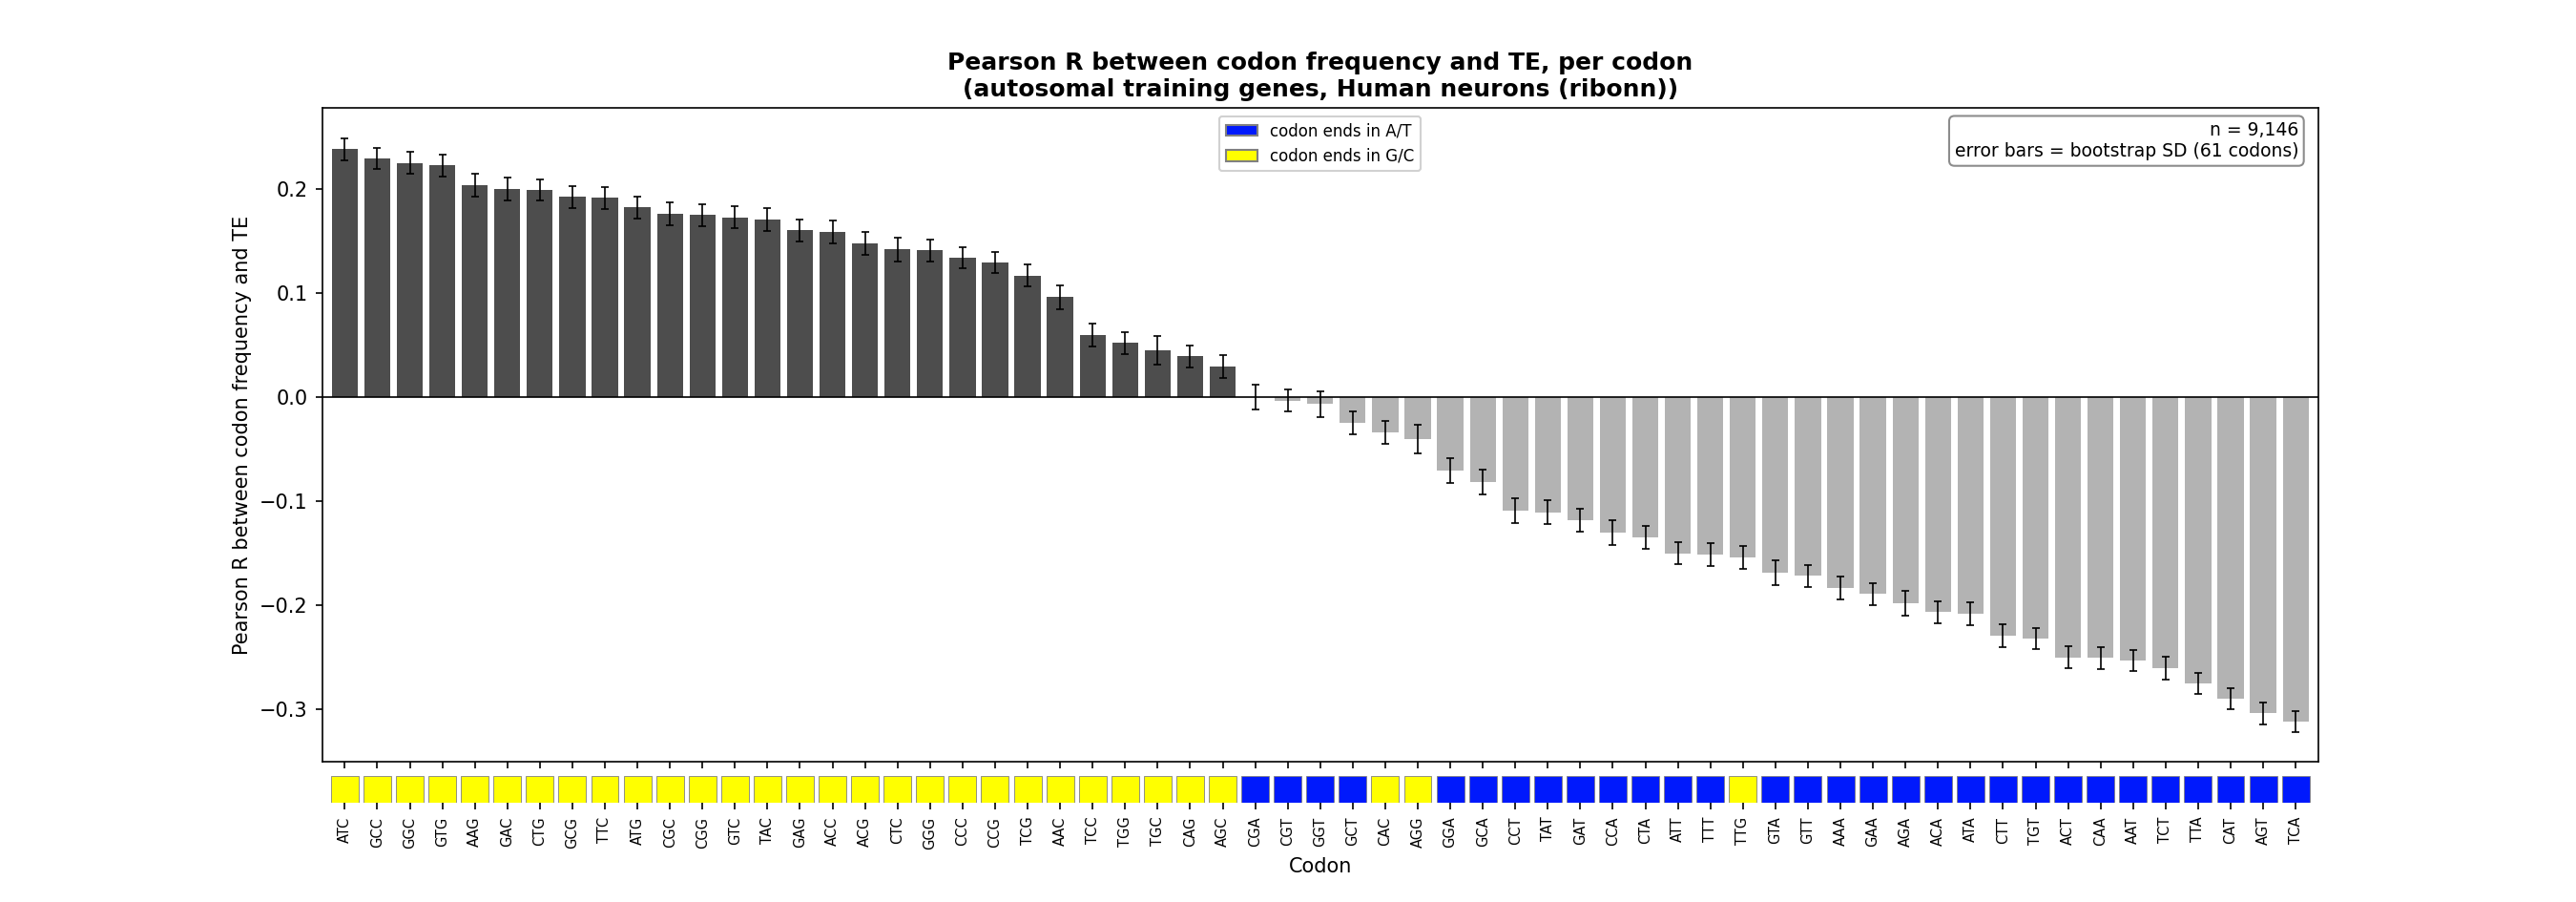 Pearson R between codon frequency and TE, per codon
(autosomal training genes, Human neurons (ribonn))
codon ends in A/T
codon ends in G/C
n = 9,146
error bars = bootstrap SD (61 codons)
Pearson R between codon frequency and TE
0.2
0.1
0.0
−0.1
−0.2
−0.3
ATC GCC GGC GTG AAG GAC CTG GCG TTC ATG CGC CGG GTC TAC GAG ACC ACG CTC GGG CCC CCG TCG AAC TCC TGG TGC CAG AGC CGA CGT GGT GCT CAC AGG GGA GCA CCT TAT GAT CCA CTA ATT TTT TTG GTA GTT AAA GAA AGA ACA ATA CTT TGT ACT CAA AAT TCT TTA CAT AGT TCA
Codon